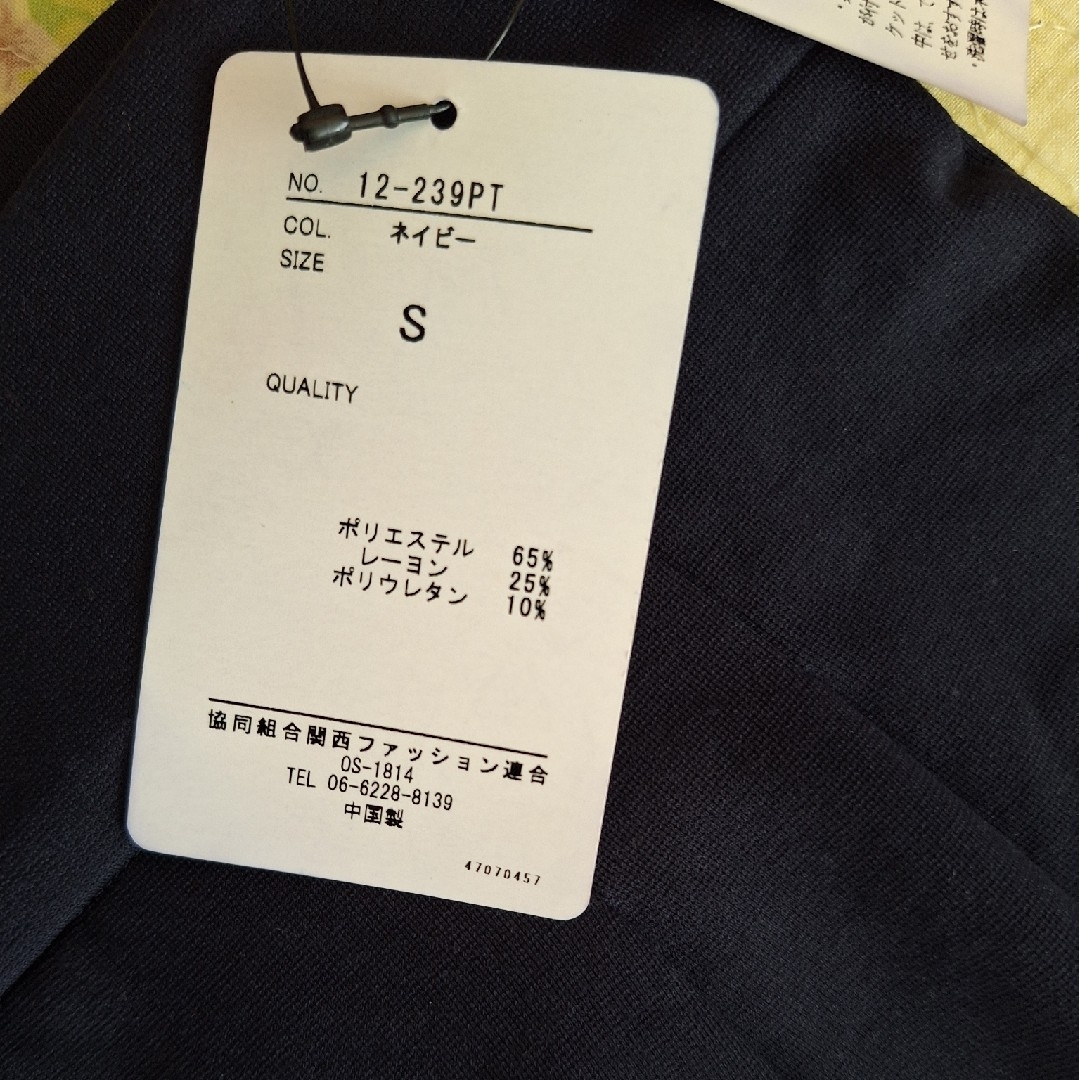 NO. 12-239PT
COL. ネイビー
SIZE
S
QUALITY
ポリエステル 65%
レーヨン 25%
ポリウレタン 10%
協同組合関西ファッション連合
OS-1814
TEL 06-6228-8139
中国製
47070457